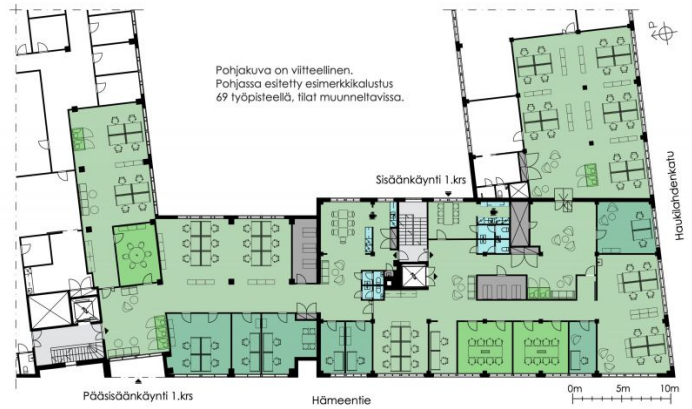 Pohjakuva on viitteellinen.
Pohjassa esitetty esimerkkikalustus
69 työpisteellä, tilat muunneltavissa.
P
Sisäänkäynti 1.krs
Haukilahdenkatu
Pääsisäänkäynti 1.krs
Hämeentie
0m 5m 10m